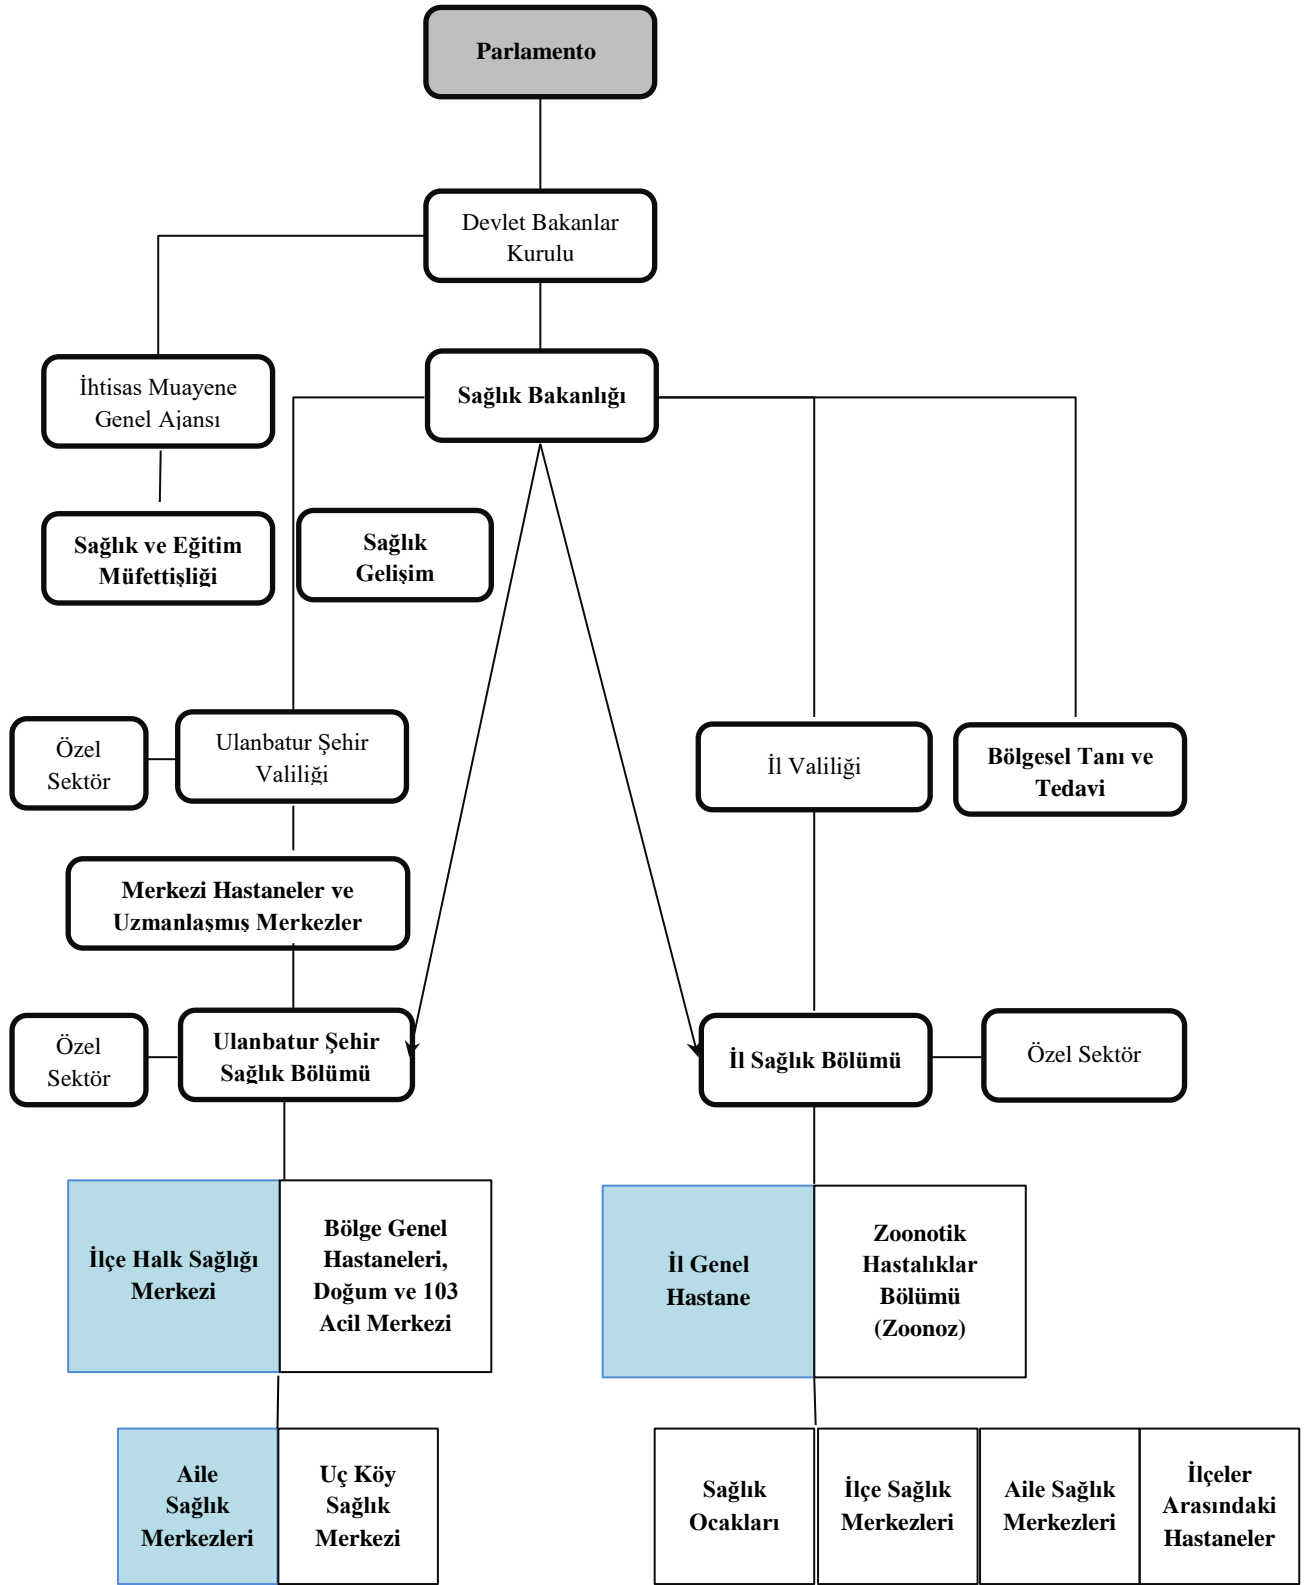 Parlamento
Devlet Bakanlar
Kurulu
İhtisas Muayene
Genel Ajansı
Sağlık Bakanlığı
Sağlık ve Eğitim
Müfettişliği
Sağlık
Gelişim
Özel
Sektör
Ulanbatur Şehir
Valiliği
İl Valiliği
Bölgesel Tanı ve
Tedavi
Merkezi Hastaneler ve
Uzmanlaşmış Merkezler
Özel
Sektör
Ulanbatur Şehir
Sağlık Bölümü
İl Sağlık Bölümü
Özel Sektör
İlçe Halk Sağlığı
Merkezi
Bölge Genel
Hastaneleri,
Doğum ve 103
Acil Merkezi
İl Genel
Hastane
Zoonotik
Hastalıklar
Bölümü
(Zoonoz)
Aile
Sağlık
Merkezleri
Uç Köy
Sağlık
Merkezi
Sağlık
Ocakları
İlçe Sağlık
Merkezleri
Aile Sağlık
Merkezleri
İlçeler
Arasındaki
Hastaneler